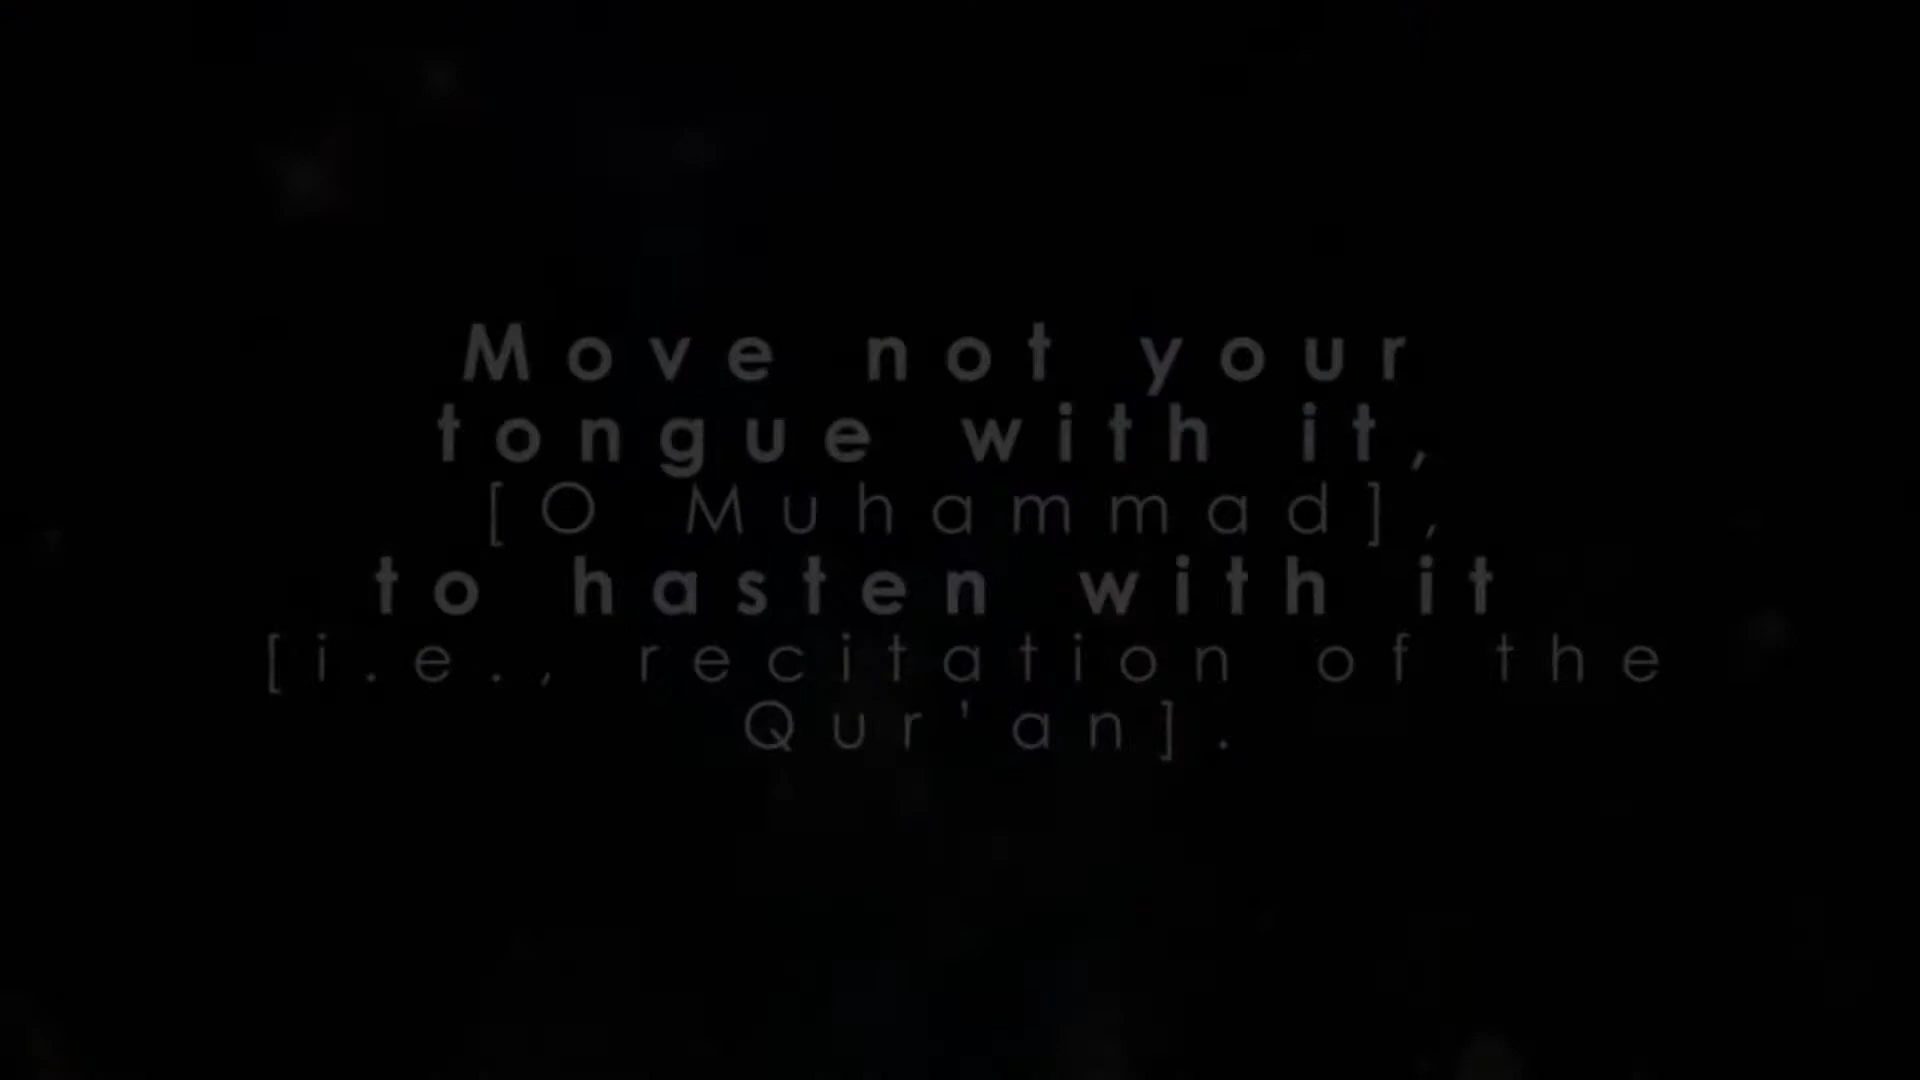 Move not your
tongue with it,
[O Muhammad],
to hasten with it
[i.e., recitation of the
Qur'an].